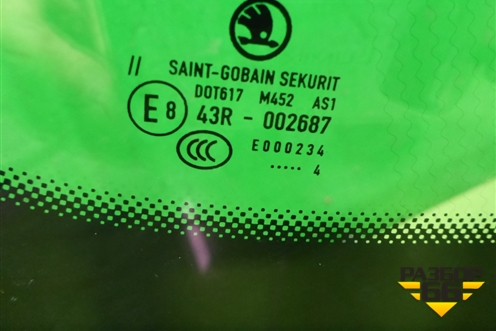 // SAINT-GOBAIN SEKURIT
DOT617 M452 AS1
E8 43R - 002687
CCC E000234
..... 4
РАЗБОР
66